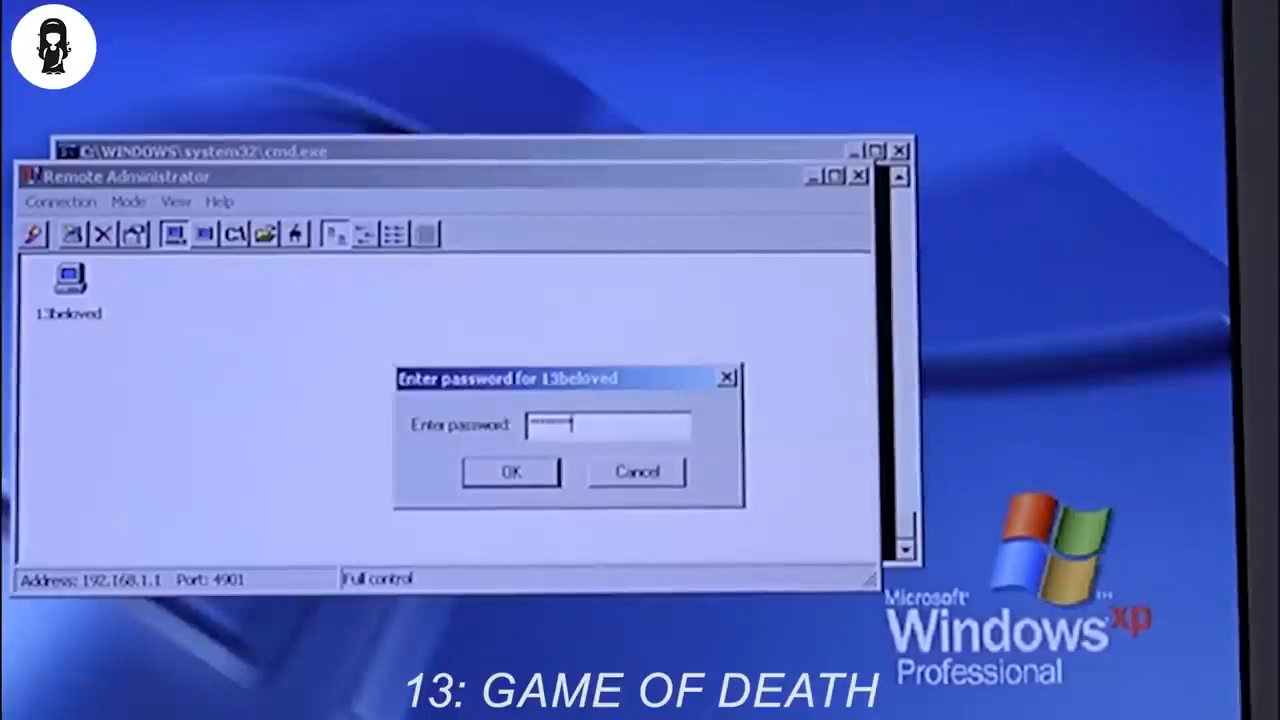 C:\WINDOWS\system32\cmd.exe
Remote Administrator
Connection Mode View Help
C:\
13beloved
Enter password for 13beloved
Enter password:
OK Cancel
Address: 192.168.1.1 Port: 4901 Full control
Microsoft
Windows xp
Professional
13: GAME OF DEATH